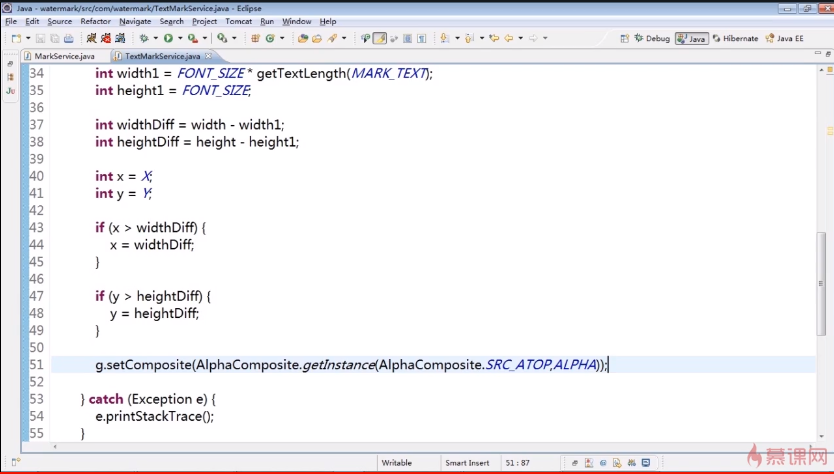 Java - watermark/src/com/watermark/TextMarkService.java - Eclipse
File Edit Source Refactor Navigate Search Project Tomcat Run Window Help
Debug Java Hibernate Java EE
MarkService.java TextMarkService.java
34 int width1 = FONT_SIZE * getTextLength(MARK_TEXT);
35 int height1 = FONT_SIZE;
36
37 int widthDiff = width - width1;
38 int heightDiff = height - height1;
39
40 int x = X;
41 int y = Y;
42
43 if (x > widthDiff) {
44 x = widthDiff;
45 }
46
47 if (y > heightDiff) {
48 y = heightDiff;
49 }
50
51 g.setComposite(AlphaComposite.getInstance(AlphaComposite.SRC_ATOP,ALPHA));
52
53 } catch (Exception e) {
54 e.printStackTrace();
55 }
Writable Smart Insert 51 : 87
慕课网